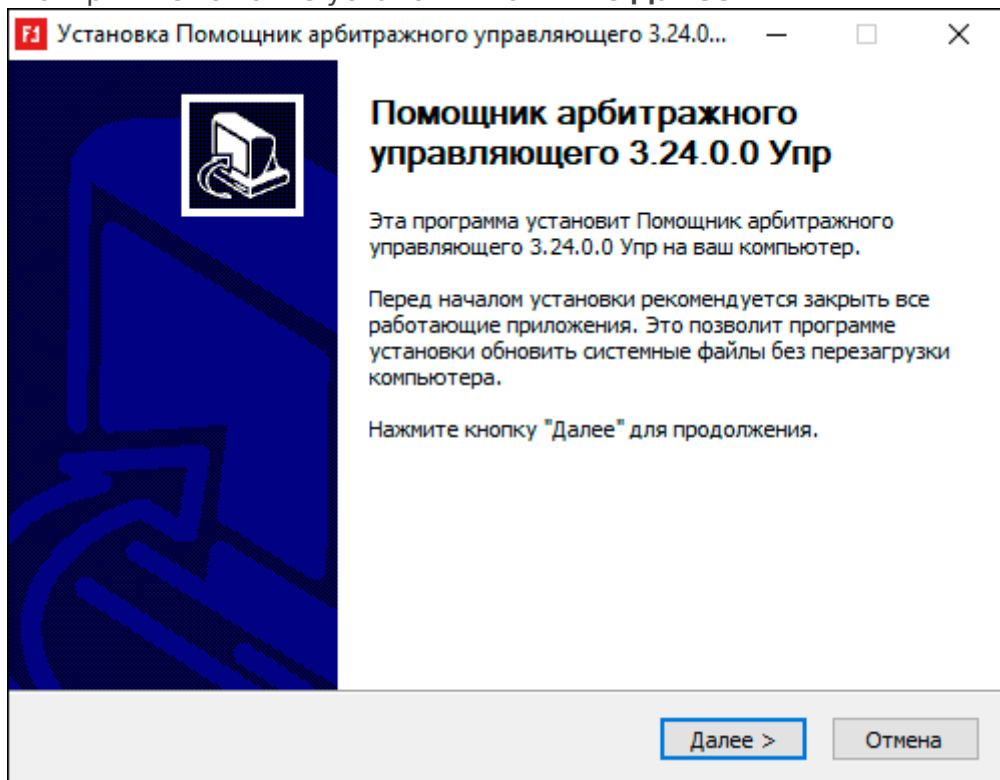 Установка Помощник арбитражного управляющего 3.24.0...
Помощник арбитражного
управляющего 3.24.0.0 Упр
Эта программа установит Помощник арбитражного
управляющего 3.24.0.0 Упр на ваш компьютер.
Перед началом установки рекомендуется закрыть все
работающие приложения. Это позволит программе
установки обновить системные файлы без перезагрузки
компьютера.
Нажмите кнопку "Далее" для продолжения.
Далее >
Отмена